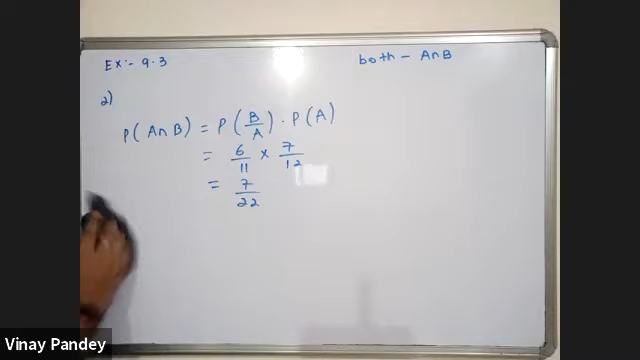 Ex:- 9.3
both - A∩B
2)
P(A∩B) = P(B/A) · P(A)
= 6/11 × 7/12
= 7/22
Vinay Pandey